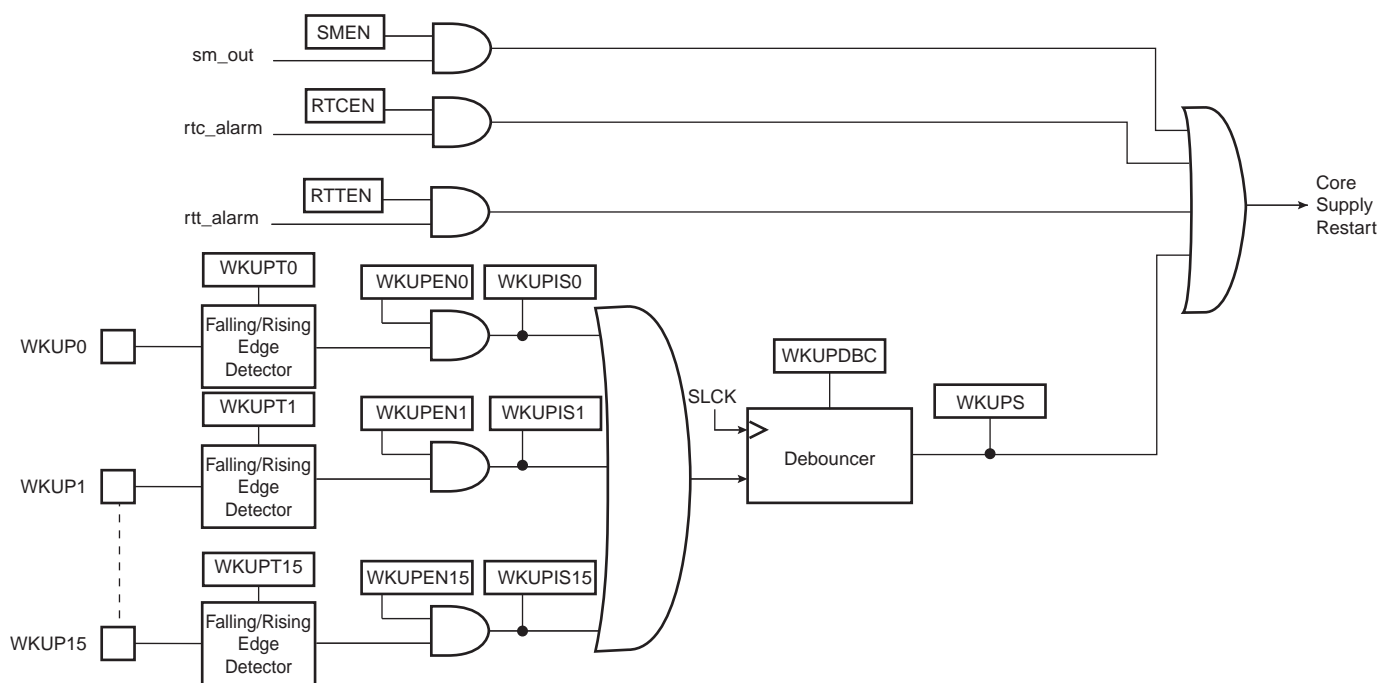 SMEN
sm_out
RTCEN
rtc_alarm
RTTEN
rtt_alarm
Core
Supply
Restart
WKUPT0
WKUPEN0
WKUPIS0
WKUP0
Falling/Rising
Edge
Detector
WKUPT1
WKUPEN1
WKUPIS1
WKUP1
Falling/Rising
Edge
Detector
SLCK
WKUPDBC
Debouncer
WKUPS
WKUPT15
WKUPEN15
WKUPIS15
WKUP15
Falling/Rising
Edge
Detector